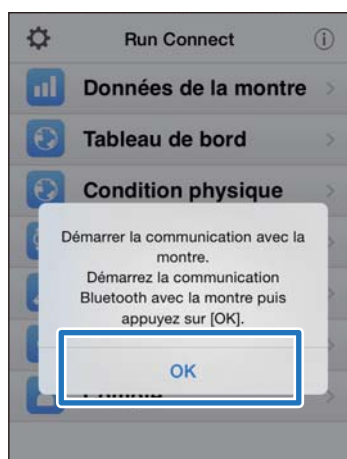 Run Connect
Données de la montre
Tableau de bord
Condition physique
Démarrer la communication avec la
montre.
Démarrez la communication
Bluetooth avec la montre puis
appuyez sur [OK].
OK